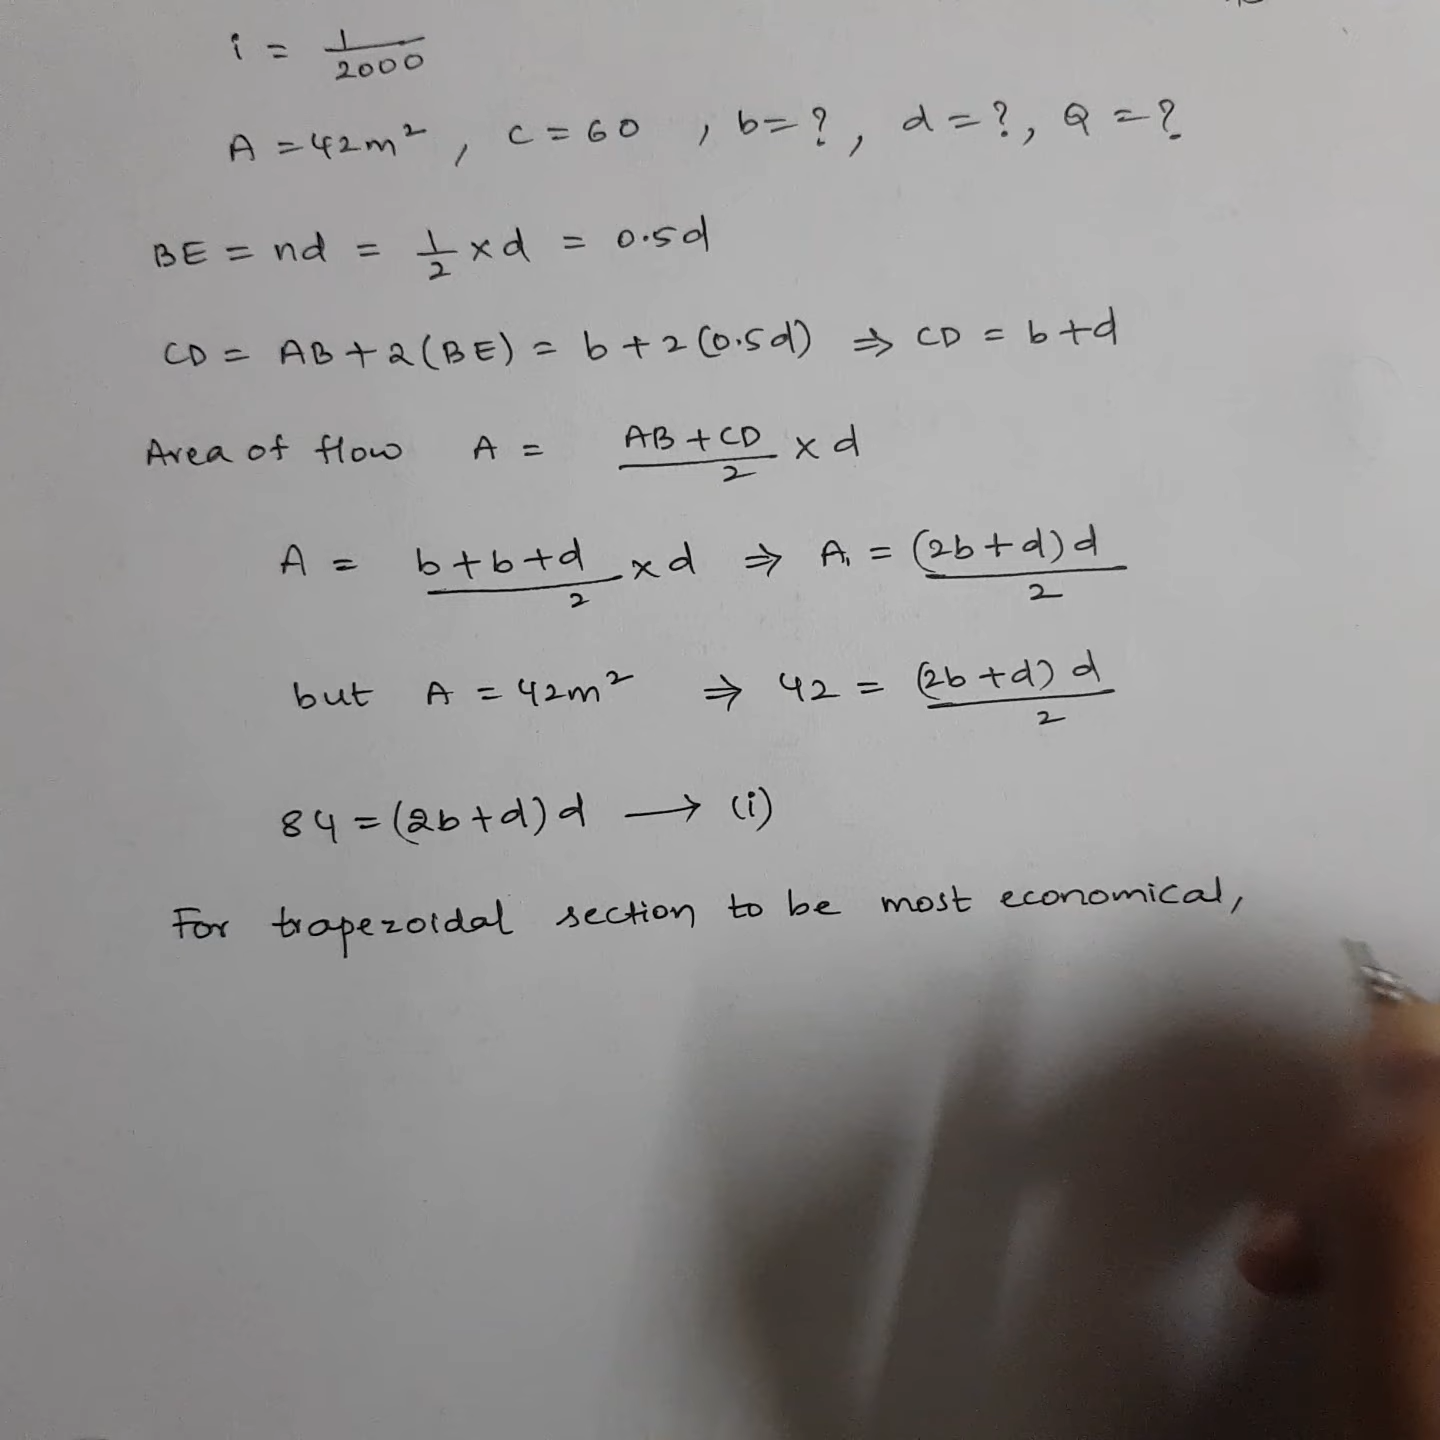 i = 1/2000
A = 42m², C = 60, b = ?, d = ?, Q = ?
BE = nd = 1/2 × d = 0.5d
CD = AB + 2(BE) = b + 2(0.5d) ⇒ CD = b + d
Area of flow A = (AB + CD)/2 × d
A = (b + b + d)/2 × d ⇒ A = (2b + d)d/2
but A = 42m² ⇒ 42 = (2b + d)d/2
84 = (2b + d)d → (i)
For trapezoidal section to be most economical,